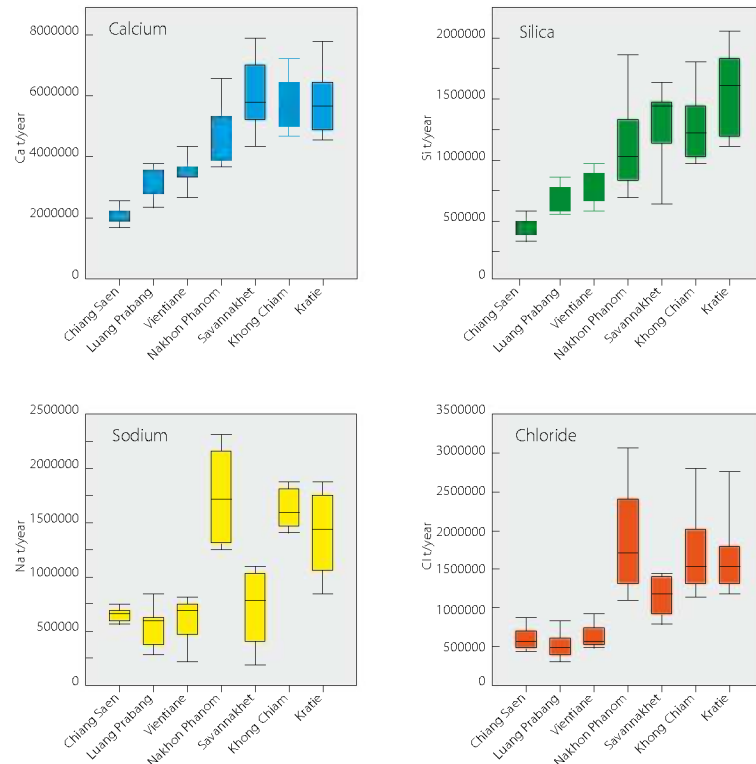 Calcium
Ca t/year
8000000
6000000
4000000
2000000
0
Chiang Saen
Luang Prabang
Vientiane
Nakhon Phanom
Savannakhet
Khong Chiam
Kratie
Silica
Si t/year
2000000
1500000
1000000
500000
0
Chiang Saen
Luang Prabang
Vientiane
Nakhon Phanom
Savannakhet
Khong Chiam
Kratie
Sodium
Na t/year
2500000
2000000
1500000
1000000
500000
0
Chiang Saen
Luang Prabang
Vientiane
Nakhon Phanom
Savannakhet
Khong Chiam
Kratie
Chloride
Cl t/year
3500000
3000000
2500000
2000000
1500000
1000000
500000
0
Chiang Saen
Luang Prabang
Vientiane
Nakhon Phanom
Savannakhet
Khong Chiam
Kratie